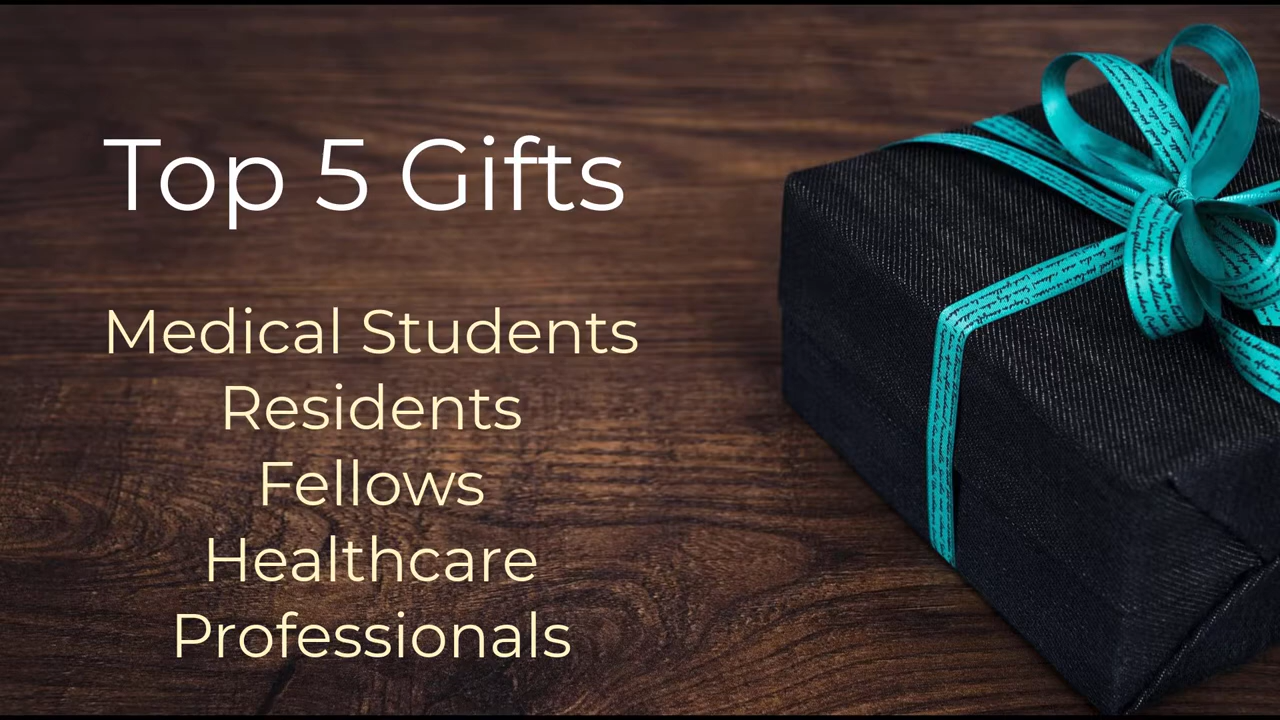 Top 5 Gifts
Medical Students
Residents
Fellows
Healthcare
Professionals